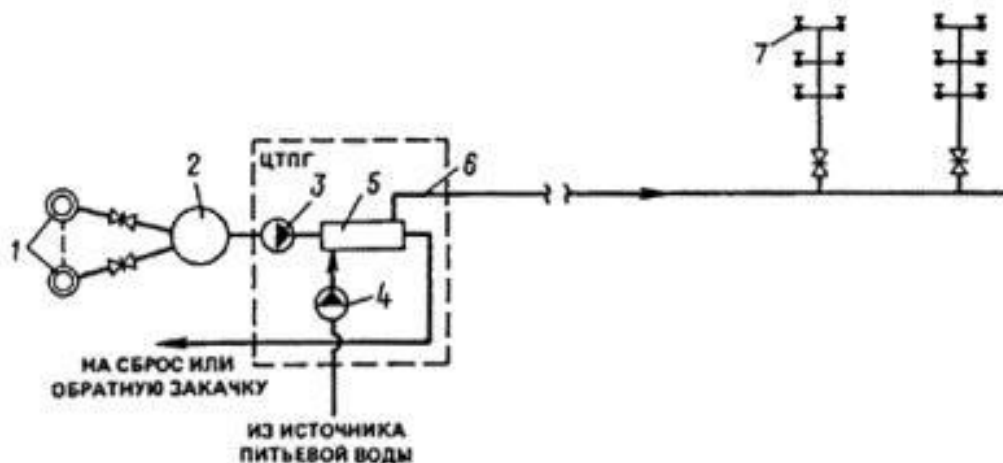 7
ЦТПГ
2
3
5
6
1
4
НА СБРОС ИЛИ
ОБРАТНУЮ ЗАКАЧКУ
ИЗ ИСТОЧНИКА
ПИТЬЕВОЙ ВОДЫ